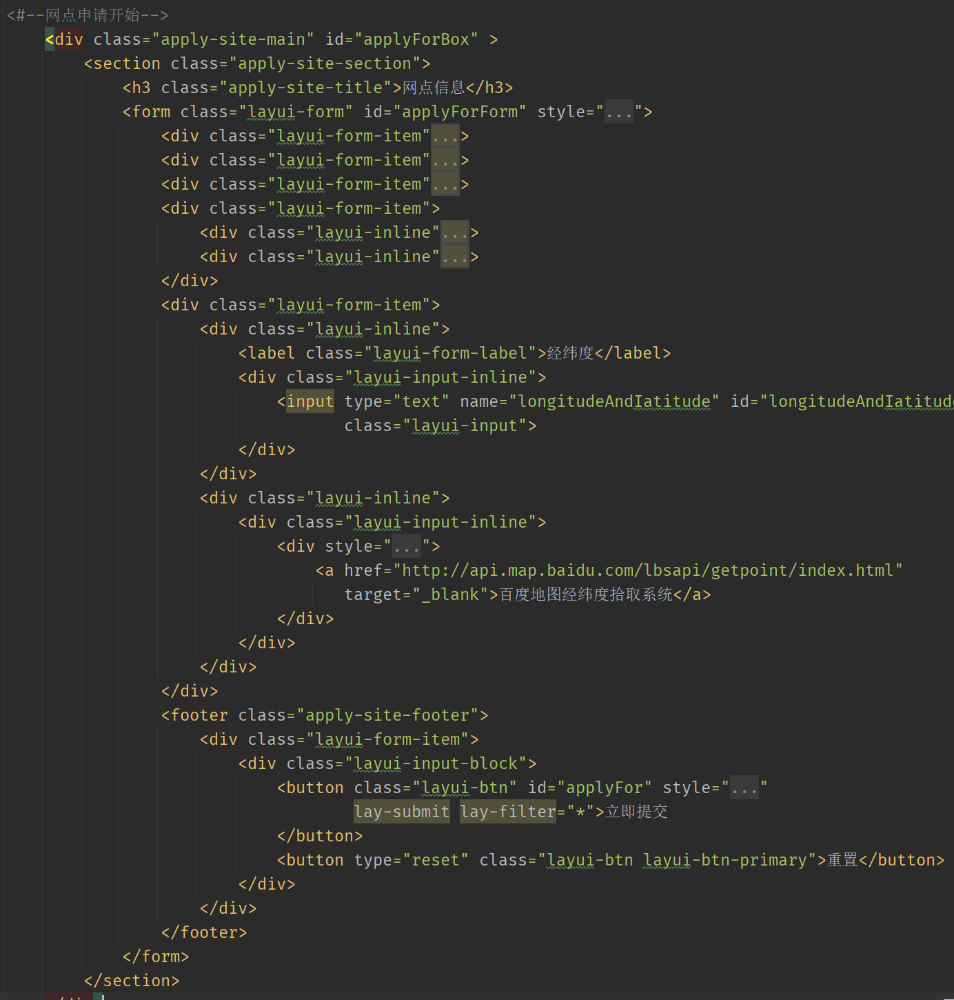 <#--网点申请开始-->
<div class="apply-site-main" id="applyForBox" >
<section class="apply-site-section">
<h3 class="apply-site-title">网点信息</h3>
<form class="layui-form" id="applyForForm" style="...">
<div class="layui-form-item"...>
<div class="layui-form-item"...>
<div class="layui-form-item"...>
<div class="layui-form-item">
<div class="layui-inline"...>
<div class="layui-inline"...>
</div>
<div class="layui-form-item">
<div class="layui-inline">
<label class="layui-form-label">经纬度</label>
<div class="layui-input-inline">
<input type="text" name="longitudeAndIatitude" id="longitudeAndIatitude
class="layui-input">
</div>
</div>
<div class="layui-inline">
<div class="layui-input-inline">
<div style="...">
<a href="http://api.map.baidu.com/lbsapi/getpoint/index.html"
target="_blank">百度地图经纬度拾取系统</a>
</div>
</div>
</div>
</div>
<footer class="apply-site-footer">
<div class="layui-form-item">
<div class="layui-input-block">
<button class="layui-btn" id="applyFor" style="..."
lay-submit lay-filter="*">立即提交
</button>
<button type="reset" class="layui-btn layui-btn-primary">重置</button>
</div>
</div>
</footer>
</form>
</section>